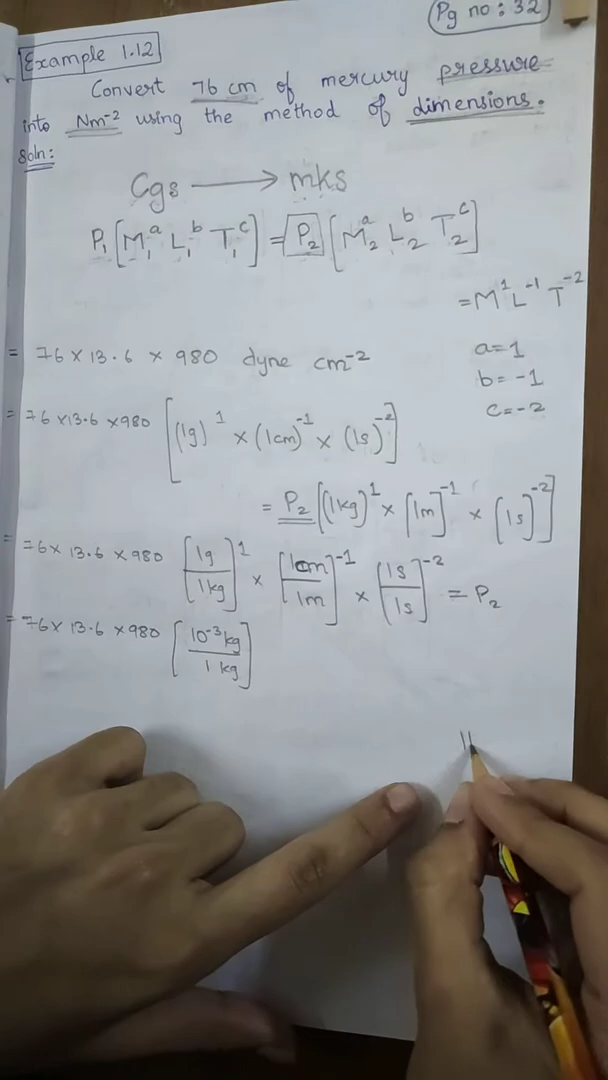 Pg no : 32
Example 1.12
Convert 76 cm of mercury pressure
into Nm⁻² using the method of dimensions.
Soln:
Cgs → mks
P₁ [M₁ᵃ L₁ᵇ T₁ᶜ] = P₂ [M₂ᵃ L₂ᵇ T₂ᶜ]
= M¹ L⁻¹ T⁻²
a = 1
= 76 × 13.6 × 980 dyne cm⁻²
b = -1
c = -2
= 76 × 13.6 × 980 [(1g)¹ × (1cm)⁻¹ × (1s)⁻²]
= P₂ [(1kg)¹ × [1m]⁻¹ × [1s]⁻²]
= 76 × 13.6 × 980 [1g / 1kg]¹ × [1cm / 1m]⁻¹ × [1s / 1s]⁻² = P₂
= 76 × 13.6 × 980 [10⁻³ kg / 1 kg]